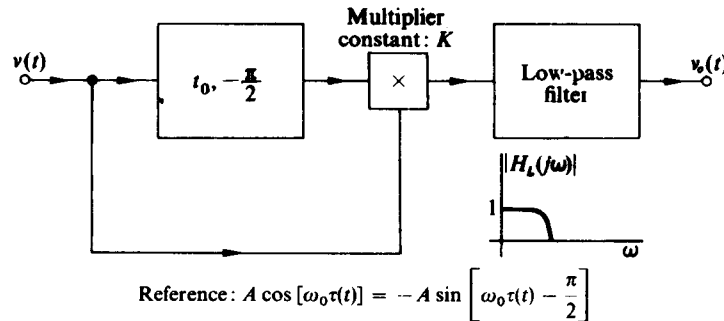 Multiplier
constant: K
v(t)
t₀, −π/2
×
Low-pass
filter
vₒ(t)
|H_L(jω)|
1
ω
Reference: A cos [ω₀τ(t)] = −A sin [ω₀τ(t) − π/2]